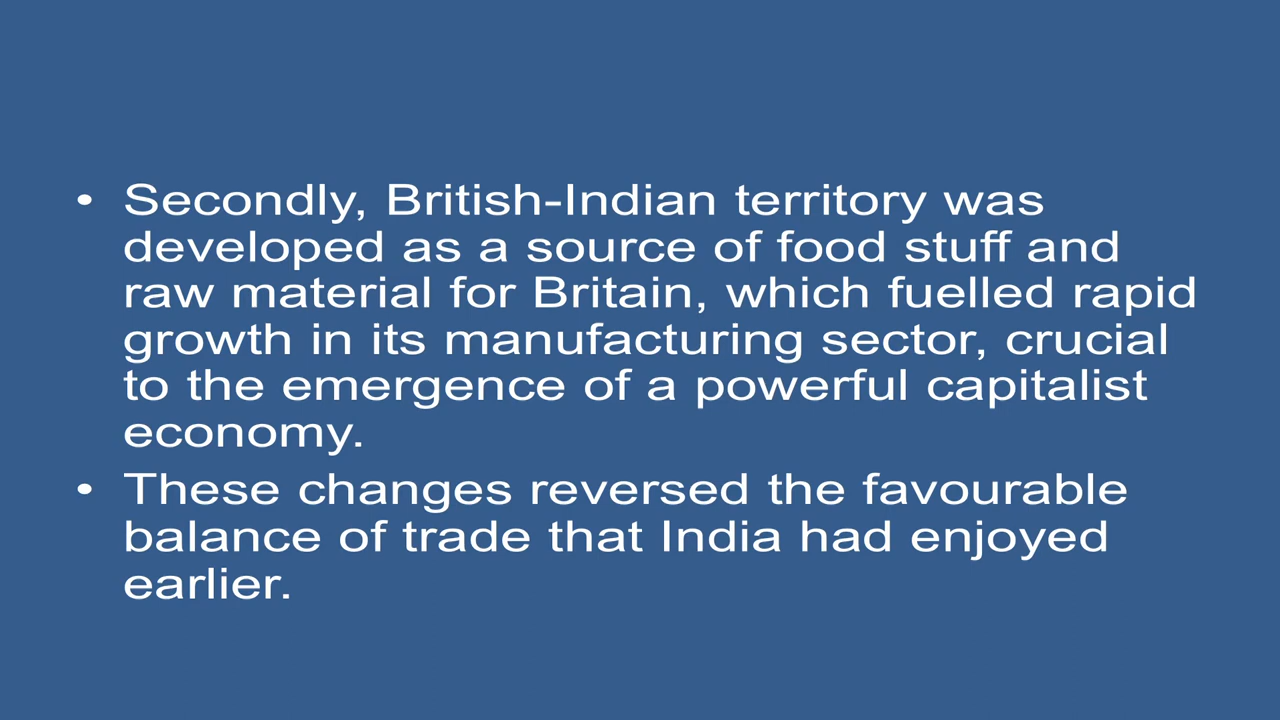 • Secondly, British-Indian territory was
developed as a source of food stuff and
raw material for Britain, which fuelled rapid
growth in its manufacturing sector, crucial
to the emergence of a powerful capitalist
economy.
• These changes reversed the favourable
balance of trade that India had enjoyed
earlier.